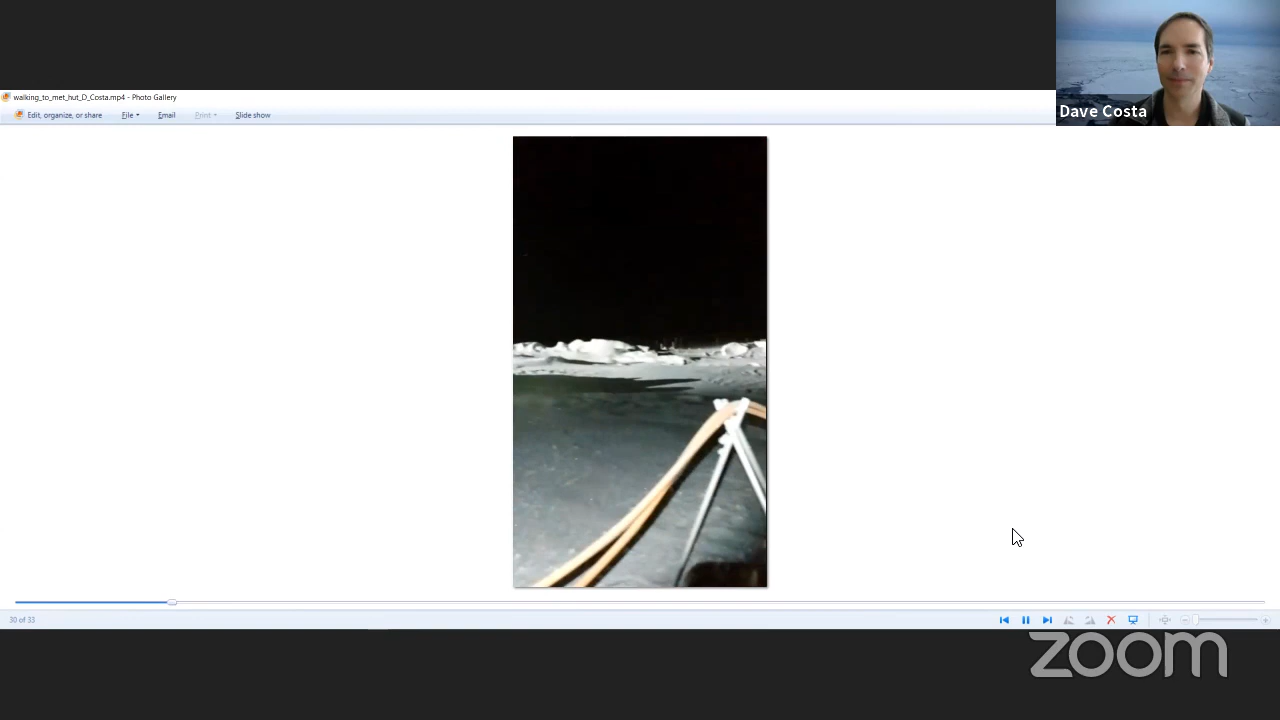 walking_to_met_hut_D_Costa.mp4 - Photo Gallery
Edit, organize, or share File Email Print Slide show
Dave Costa
30 of 33
zoom